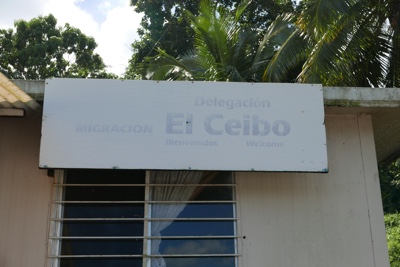 Delegación
MIGRACIÓN El Ceibo
Bienvenidos Welcome